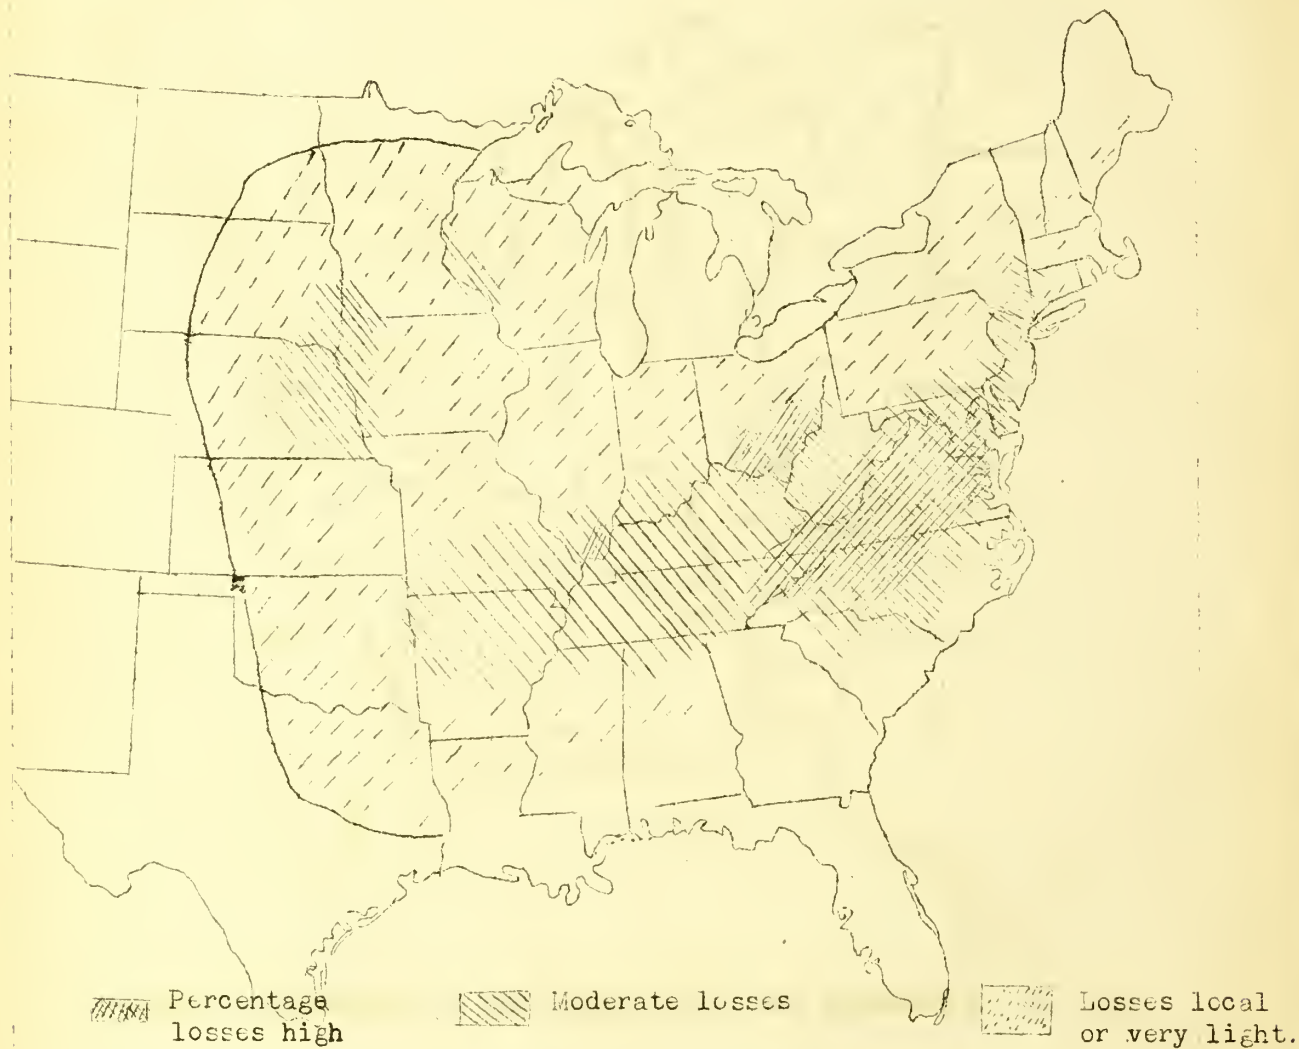 Percentage
losses high
Moderate losses
Losses local
or very light.